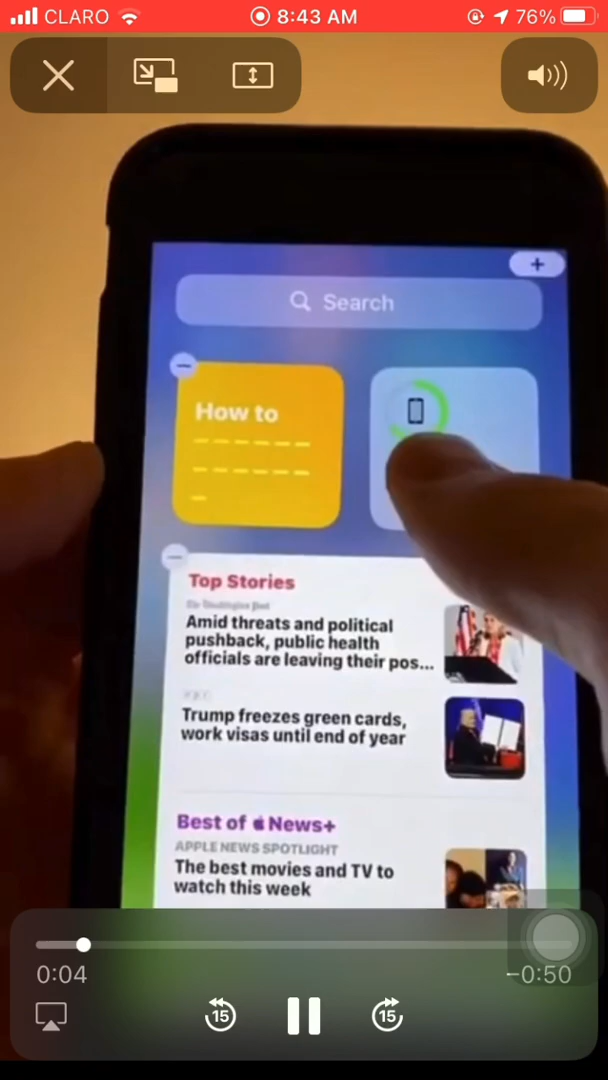 CLARO 8:43 AM 76%
+
Search
How to
Top Stories
The Washington Post
Amid threats and political
pushback, public health
officials are leaving their pos...
Trump freezes green cards,
work visas until end of year
Best of News+
APPLE NEWS SPOTLIGHT
The best movies and TV to
watch this week
0:04 -0:50
15 15